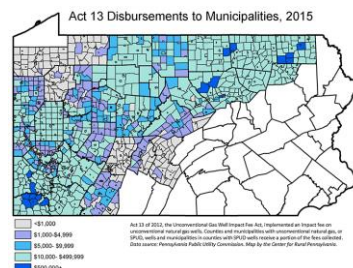 Act 13 Disbursements to Municipalities, 2015
<$1,000
$1,000-$4,999
$5,000- $9,999
$10,000- $499,999
$500,000+
Act 13 of 2012, the Unconventional Gas Well Impact Fee Act, implemented an impact fee on
unconventional gas wells. Counties and municipalities with unconventional natural gas, or
SPUD, wells and municipalities in counties with SPUD wells receive a portion of the fees collected.
Data source: Pennsylvania Public Utility Commission. Map by the Center for Rural Pennsylvania.